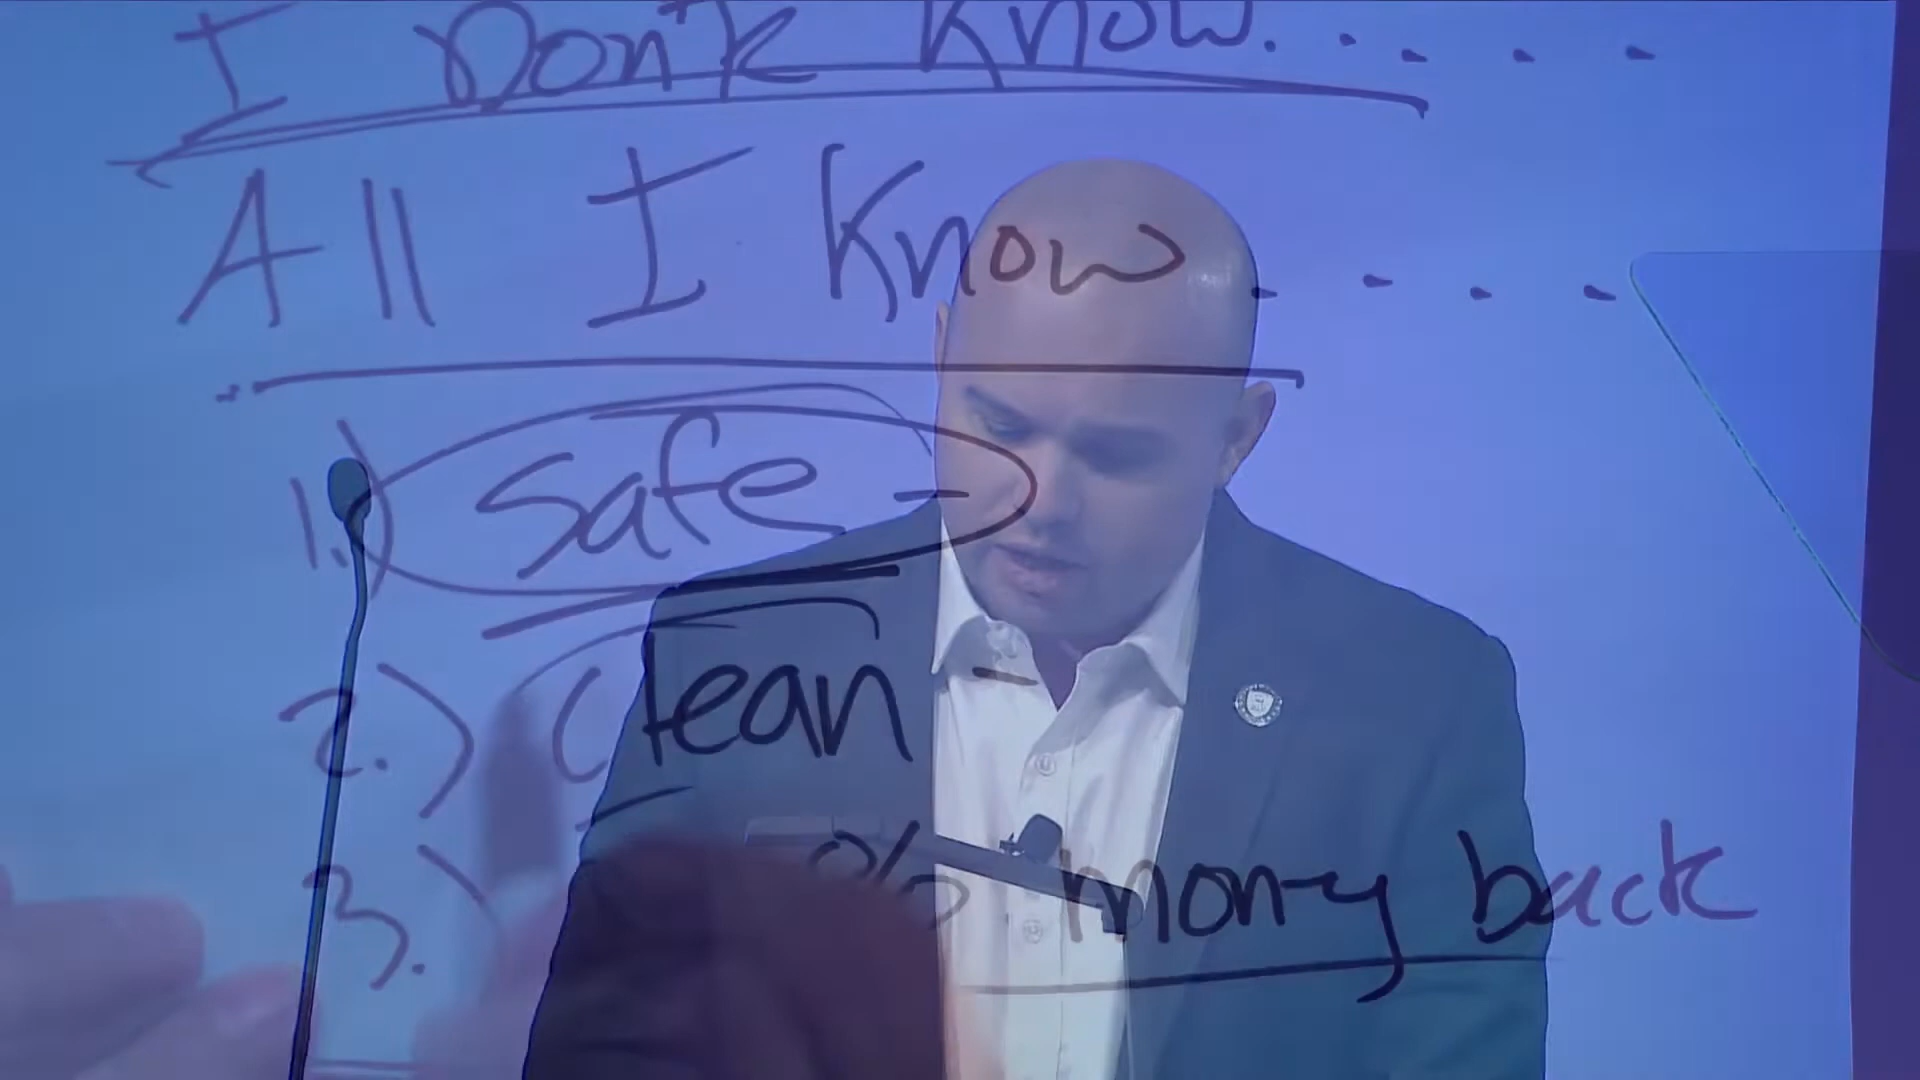 I Don't Know.....
All I Know.....
1.) Safe -
2.) Clean -
3.) % money back